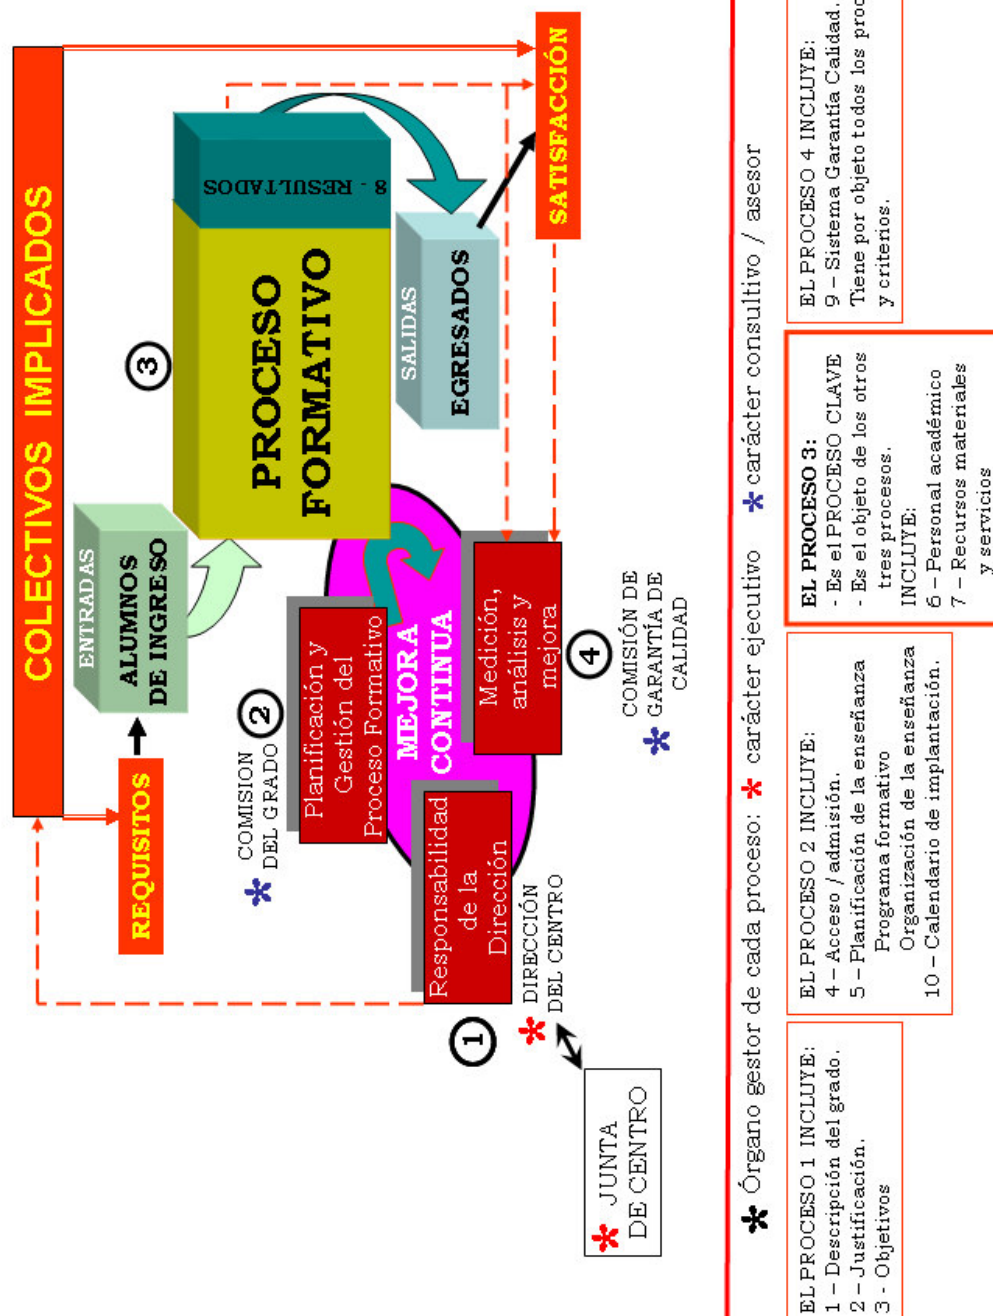 COLECTIVOS IMPLICADOS
REQUISITOS
ENTRADAS
ALUMNOS
DE INGRESO
3
PROCESO
FORMATIVO
8 - RESULTADOS
SALIDAS
EGRESADOS
SATISFACCIÓN
COMISION
* DEL GRADO
2
Planificación y
Gestión del
Proceso Formativo
MEJORA
CONTINUA
Responsabilidad
de la
Dirección
1
* DIRECCIÓN
DEL CENTRO
Medición,
análisis y
mejora
4
COMISIÓN DE
* GARANTÍA DE
CALIDAD
* JUNTA
DE CENTRO
* Órgano gestor de cada proceso: * carácter ejecutivo * carácter consultivo / asesor
EL PROCESO 1 INCLUYE:
1 – Descripción del grado.
2 – Justificación.
3 - Objetivos
EL PROCESO 2 INCLUYE:
4 – Acceso / admisión.
5 – Planificación de la enseñanza
Programa formativo
Organización de la enseñanza
10 – Calendario de implantación.
EL PROCESO 3:
- Es el PROCESO CLAVE
- Es el objeto de los otros
tres procesos.
INCLUYE:
6 – Personal académico
7 – Recursos materiales
y servicios
EL PROCESO 4 INCLUYE:
9 – Sistema Garantía Calidad.
Tiene por objeto todos los
y criterios.